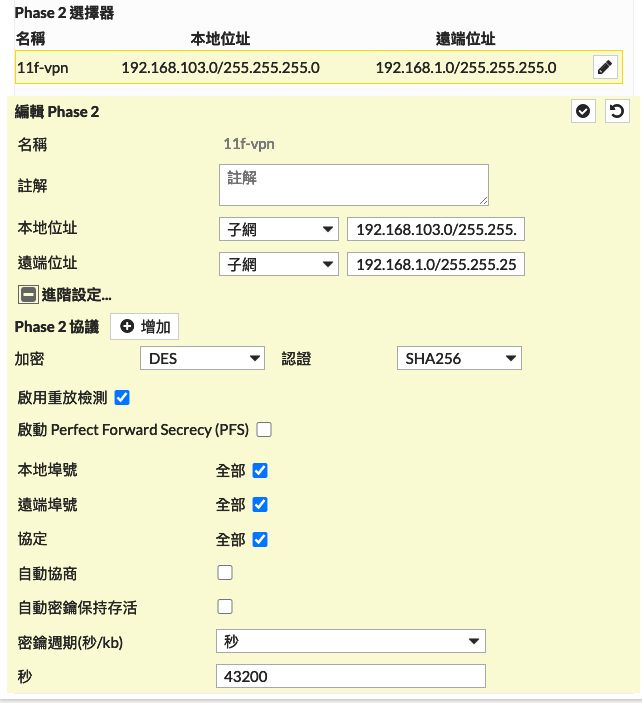 Phase 2 選擇器
名稱 本地位址 遠端位址
11f-vpn 192.168.103.0/255.255.255.0 192.168.1.0/255.255.255.0
編輯 Phase 2
名稱 11f-vpn
註解 註解
本地位址 子網 192.168.103.0/255.255.
遠端位址 子網 192.168.1.0/255.255.25
進階設定...
Phase 2 協議 增加
加密 DES 認證 SHA256
啟用重放檢測
啟動 Perfect Forward Secrecy (PFS)
本地埠號 全部
遠端埠號 全部
協定 全部
自動協商
自動密鑰保持存活
密鑰週期(秒/kb) 秒
秒 43200